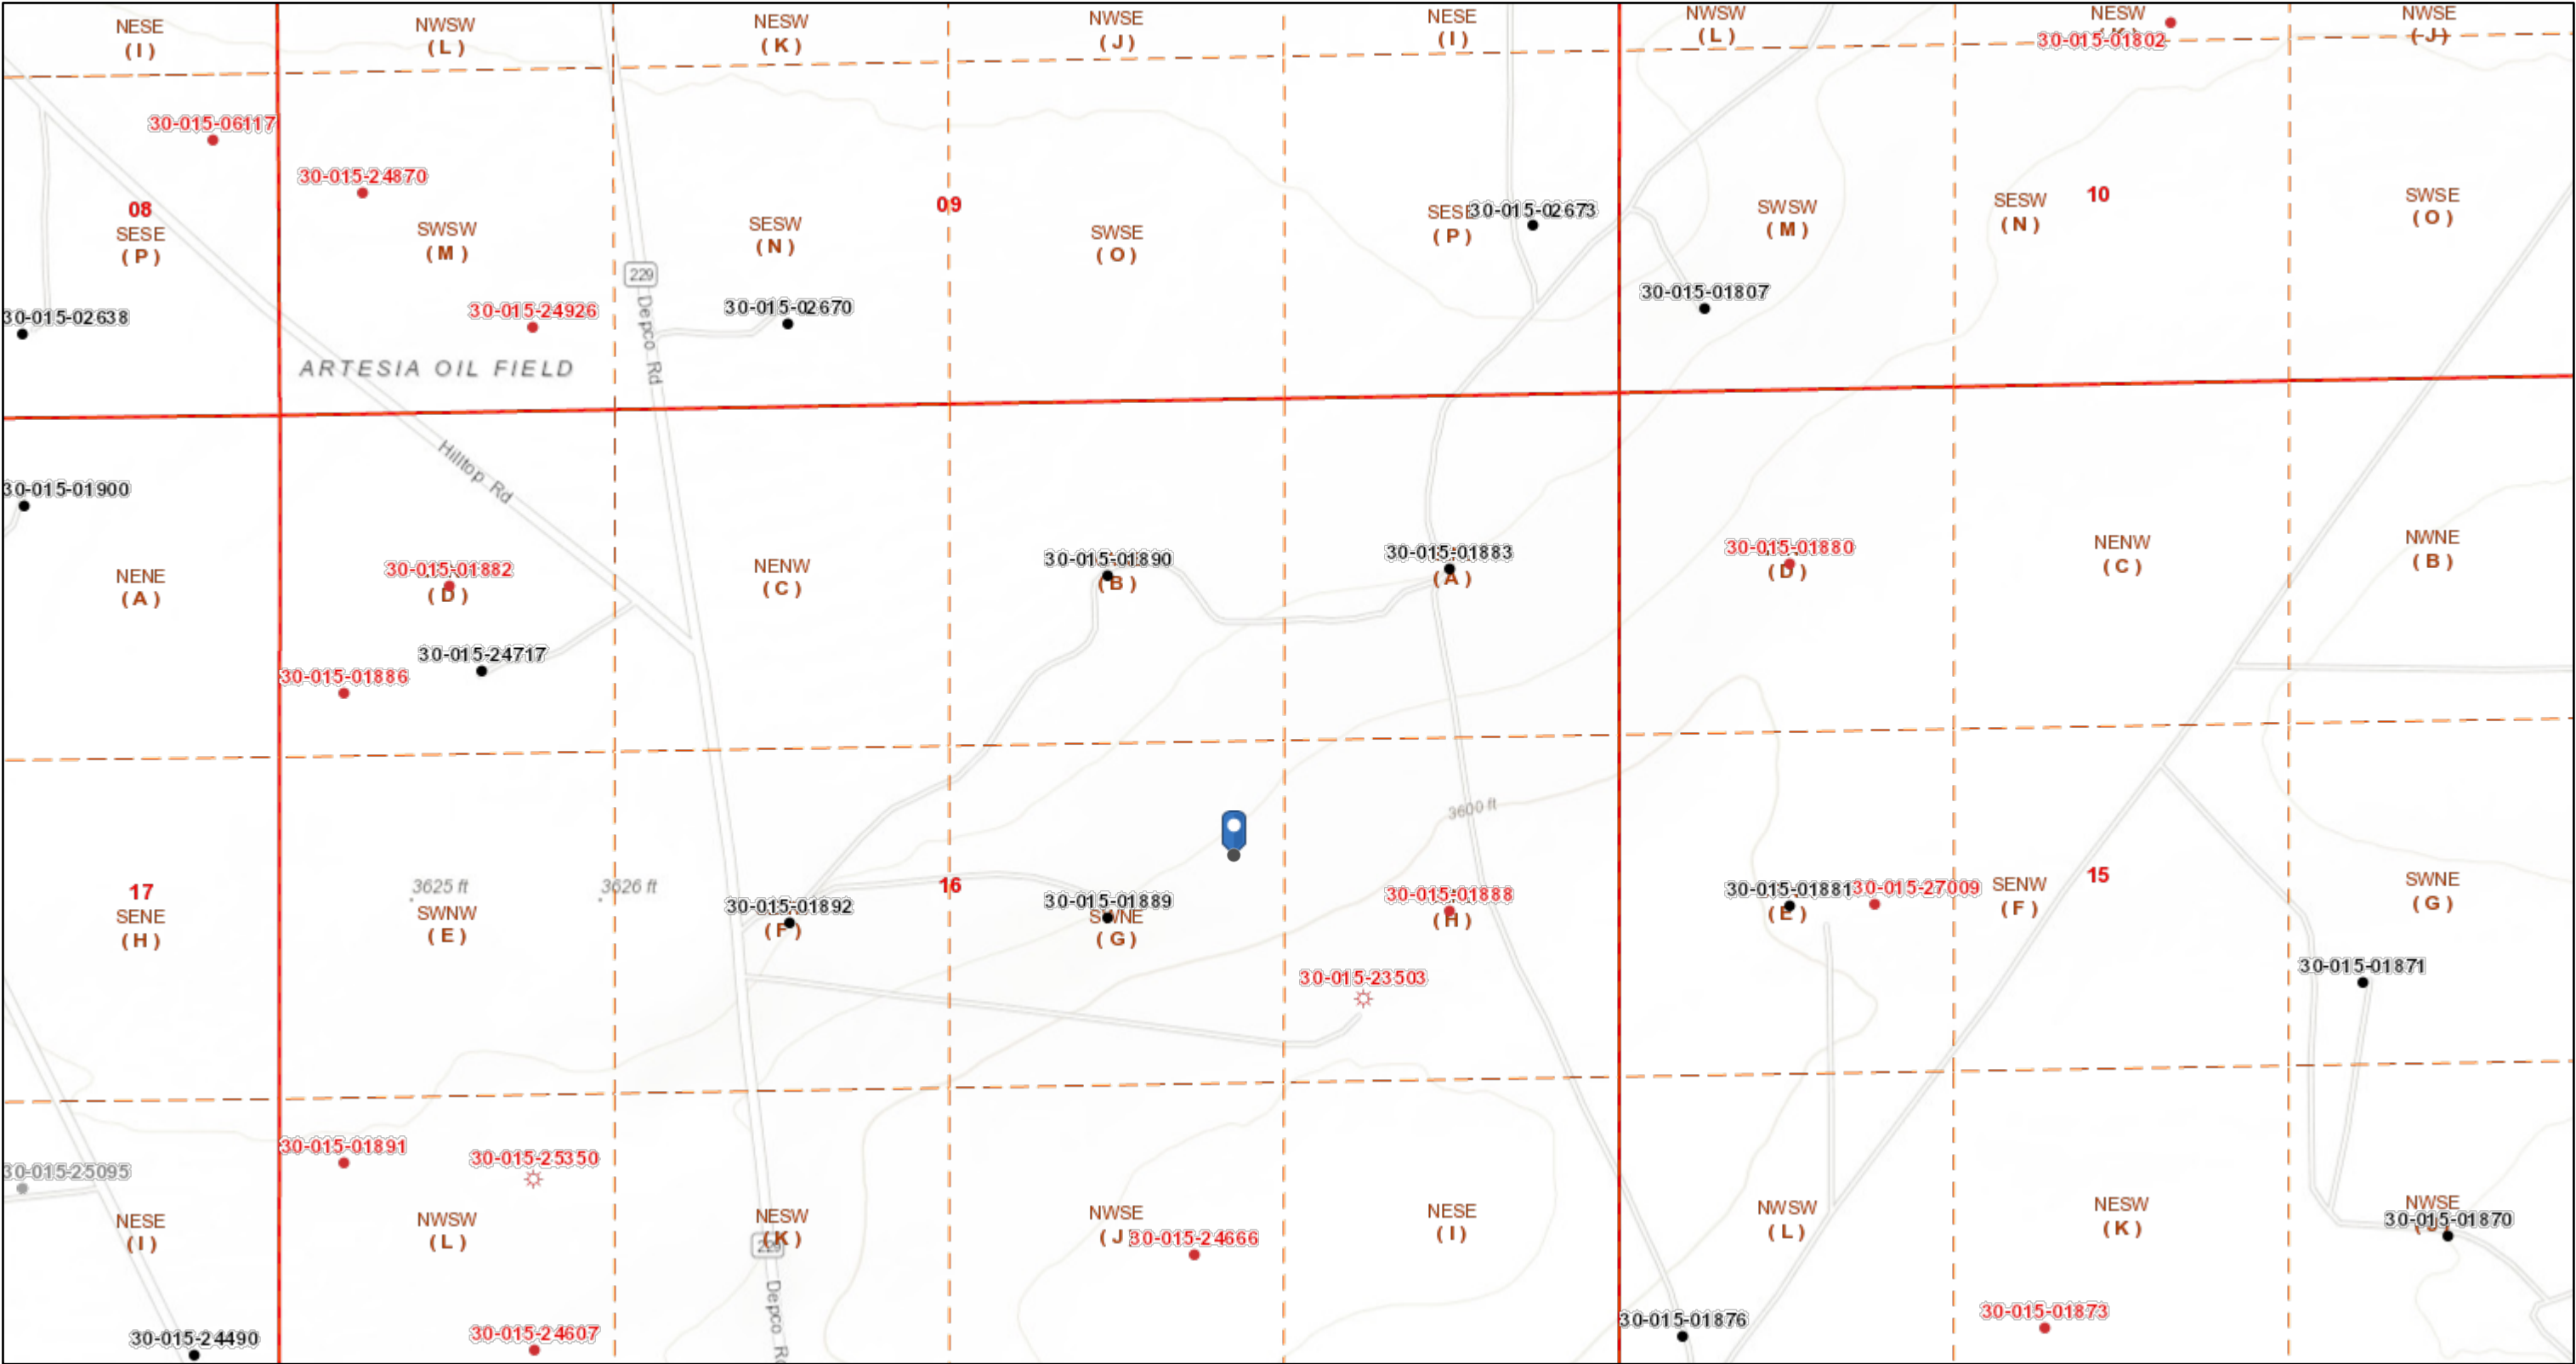 NESE
(I)
NWSW
(L)
NESW
(K)
NWSE
(J)
NESE
(I)
NWSW
(L)
NESW
30-015-01802
NWSE
(J)
30-015-06117
30-015-24870
08
SESE
(P)
SWSW
(M)
09
SESW
(N)
SWSE
(O)
SESE
(P)
30-015-02673
SWSW
(M)
SESW
(N)
10
SWSE
(O)
229
Depco Rd
30-015-02638
30-015-24926
30-015-02670
30-015-01807
ARTESIA OIL FIELD
Hilltop Rd
30-015-01900
NENE
(A)
30-015-01882
(D)
NENW
(C)
30-015-01890
(B)
30-015-01883
(A)
30-015-01880
(D)
NENW
(C)
NWNE
(B)
30-015-24717
30-015-01886
3600 ft
17
SENE
(H)
3625 ft
SWNW
(E)
3626 ft
30-015-01892
(F)
16
30-015-01889
SWNE
(G)
30-015-01888
(H)
30-015-01881
(E)
30-015-27009
SENW
(F)
15
SWNE
(G)
30-015-23503
30-015-01871
30-015-01891
30-015-25350
30-015-25095
NESE
(I)
NWSW
(L)
NESW
(K)
229
Depco Rd
NWSE
(J
30-015-24666
NESE
(I)
NWSW
(L)
NESW
(K)
NWSE
30-015-01870
30-015-24490
30-015-24607
30-015-01876
30-015-01873